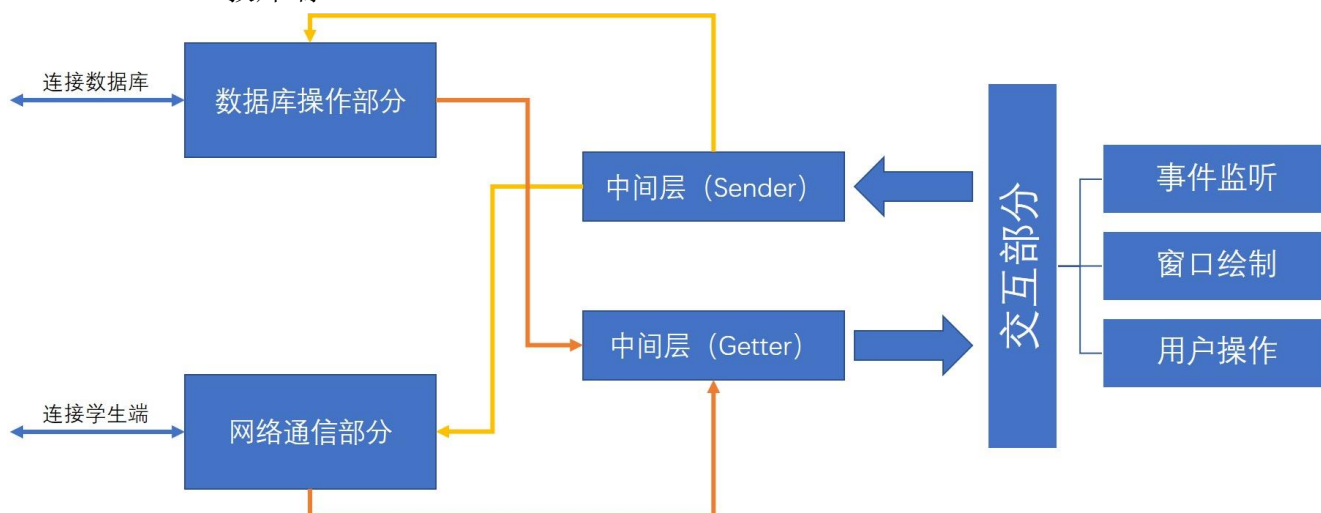 连接数据库
数据库操作部分
中间层（Sender）
中间层（Getter）
连接学生端
网络通信部分
交互部分
事件监听
窗口绘制
用户操作